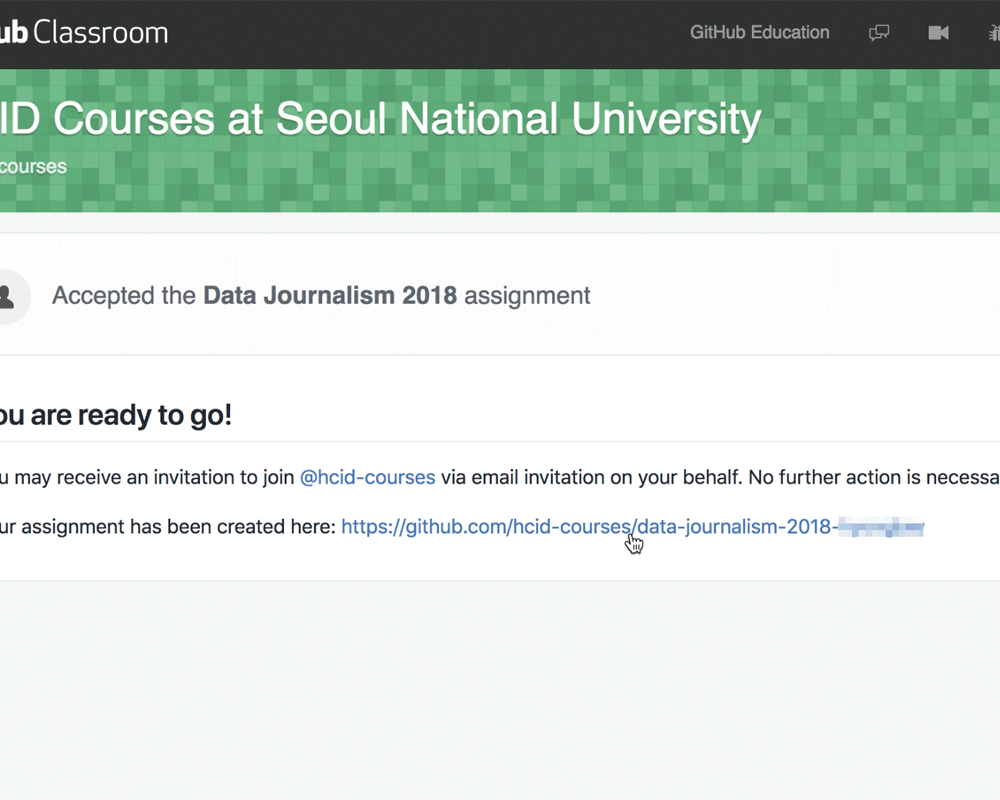 ub Classroom GitHub Education
ID Courses at Seoul National University
courses
Accepted the Data Journalism 2018 assignment
ou are ready to go!
u may receive an invitation to join @hcid-courses via email invitation on your behalf. No further action is necessa
ur assignment has been created here: https://github.com/hcid-courses/data-journalism-2018-